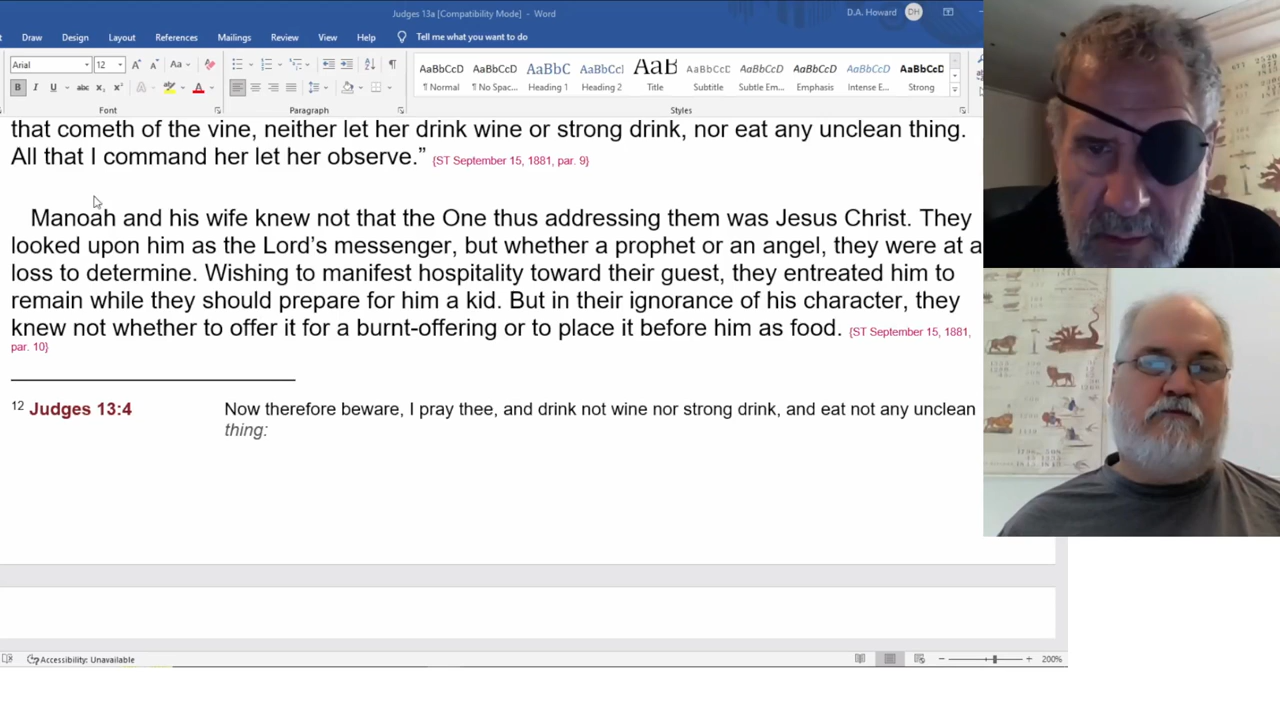 Judges 13a [Compatibility Mode] - Word
D.A. Howard DH
Draw Design Layout References Mailings Review View Help Tell me what you want to do
Arial 12 Aa
AaBbCcD AaBbCcD AaBbC AaBbCcI AaB AaBbCcD AaBbCcD AaBbCcD AaBbCcD AaBbCcD
B I U abc x₂ x² A A
¶ Normal ¶ No Spac... Heading 1 Heading 2 Title Subtitle Subtle Em... Emphasis Intense E... Strong
Font Paragraph Styles
that cometh of the vine, neither let her drink wine or strong drink, nor eat any unclean thing.
All that I command her let her observe.” {ST September 15, 1881, par. 9}
Manoah and his wife knew not that the One thus addressing them was Jesus Christ. They
looked upon him as the Lord’s messenger, but whether a prophet or an angel, they were at a
loss to determine. Wishing to manifest hospitality toward their guest, they entreated him to
remain while they should prepare for him a kid. But in their ignorance of his character, they
knew not whether to offer it for a burnt-offering or to place it before him as food. {ST September 15, 1881,
par. 10}
12 Judges 13:4 Now therefore beware, I pray thee, and drink not wine nor strong drink, and eat not any unclean
thing:
Accessibility: Unavailable
200%